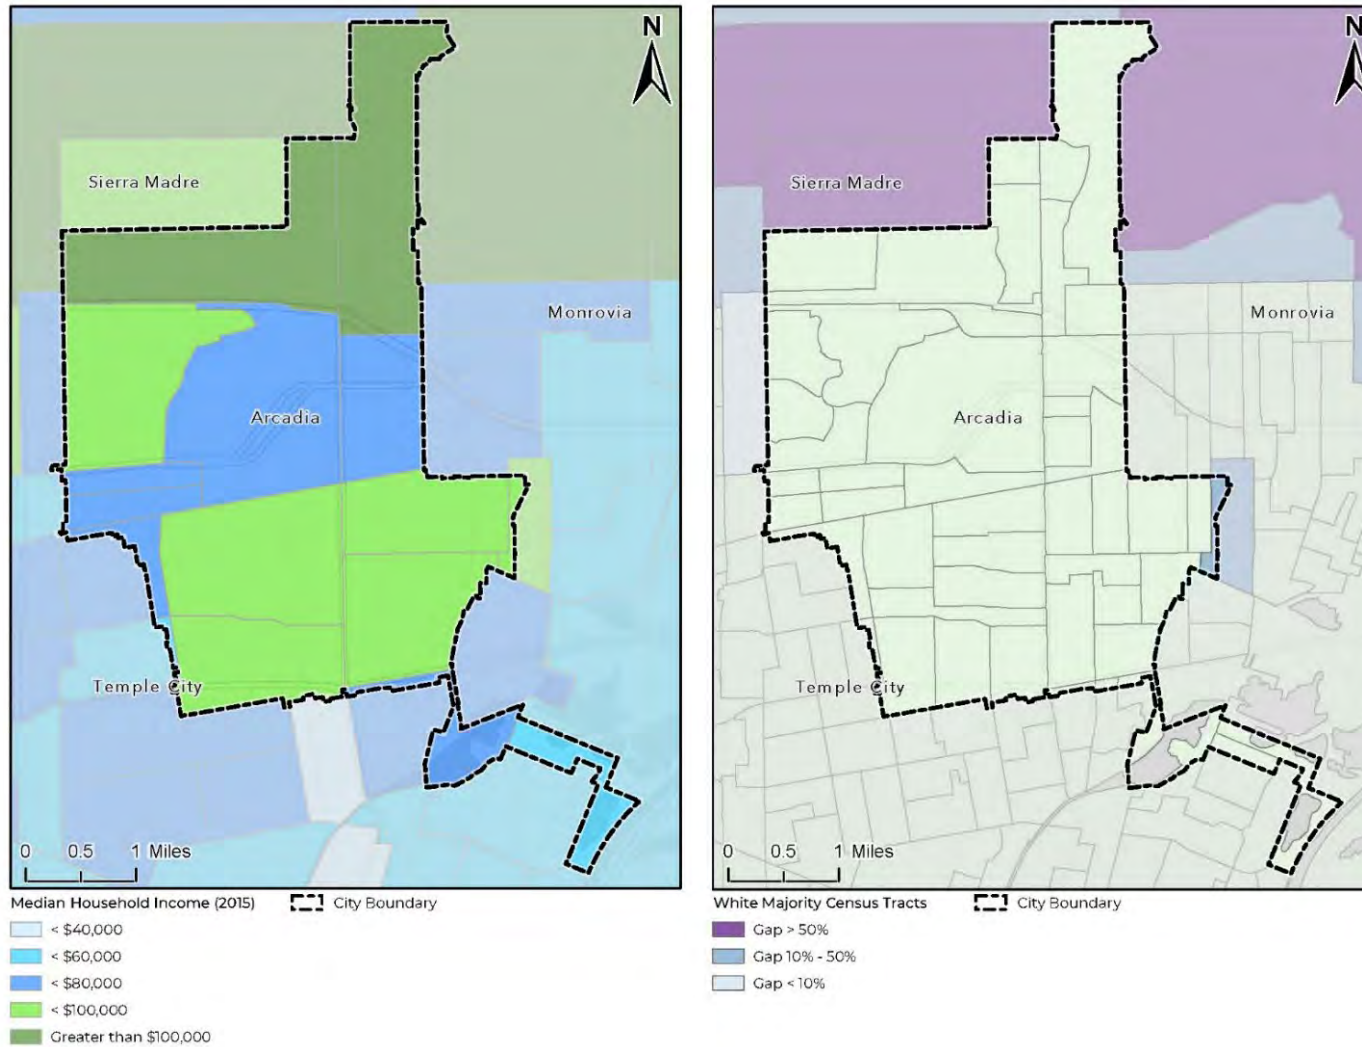 N
Sierra Madre
Monrovia
Arcadia
Temple City
0 0.5 1 Miles
Median Household Income (2015)
City Boundary
< $40,000
< $60,000
< $80,000
< $100,000
Greater than $100,000
N
Sierra Madre
Monrovia
Arcadia
Temple City
0 0.5 1 Miles
White Majority Census Tracts
City Boundary
Gap > 50%
Gap 10% - 50%
Gap < 10%